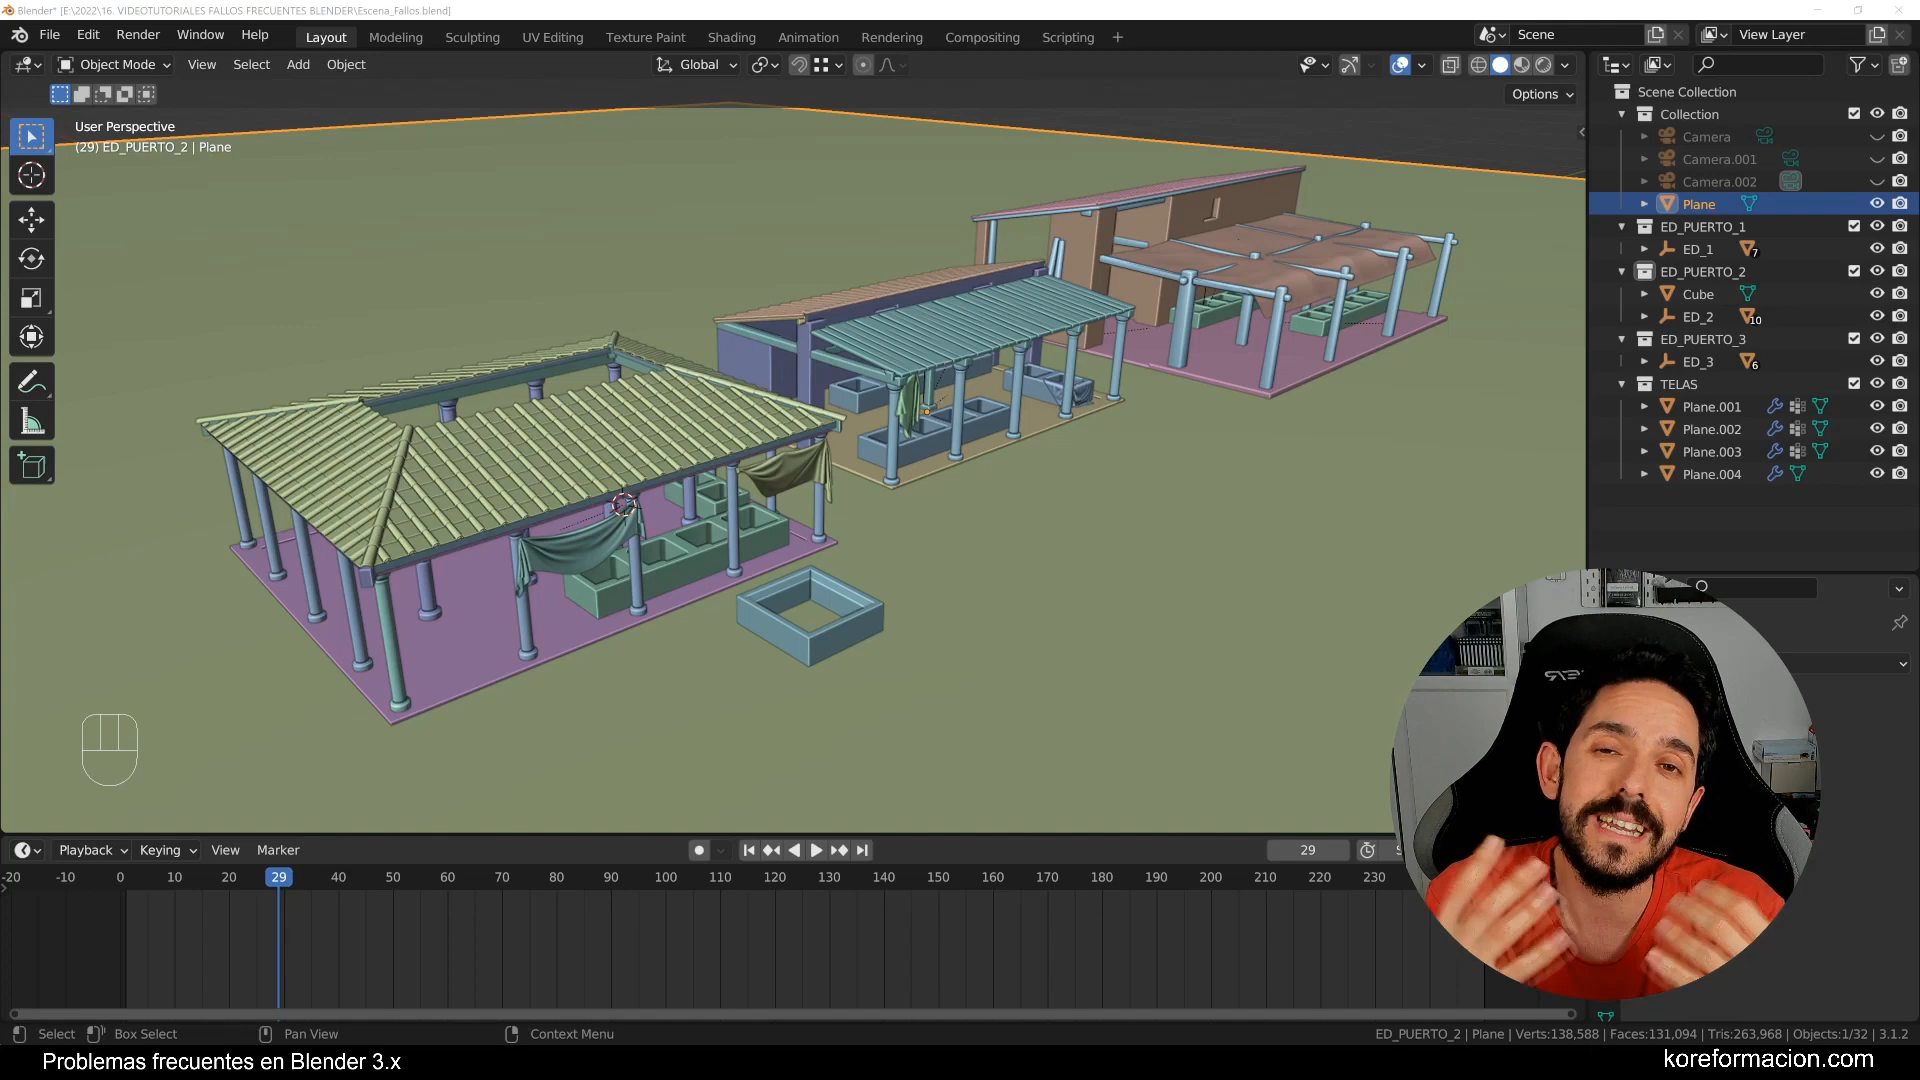 Blender* [E:\2022\16. VIDEOTUTORIALES FALLOS FRECUENTES BLENDER\Escena_Fallos.blend]
File Edit Render Window Help Layout Modeling Sculpting UV Editing Texture Paint Shading Animation Rendering Compositing Scripting + Scene View Layer
Object Mode View Select Add Object Global
Options
User Perspective
(29) ED_PUERTO_2 | Plane
Scene Collection
Collection
Camera
Camera.001
Camera.002
Plane
ED_PUERTO_1
ED_1 7
ED_PUERTO_2
Cube
ED_2 10
ED_PUERTO_3
ED_3 6
TELAS
Plane.001
Plane.002
Plane.003
Plane.004
Playback Keying View Marker 29
-20 -10 0 10 20 29 40 50 60 70 80 90 100 110 120 130 140 150 160 170 180 190 200 210 220 230
Select Box Select Pan View Context Menu ED_PUERTO_2 | Plane | Verts:138,588 | Faces:131,094 | Tris:263,968 | Objects:1/32 | 3.1.2
Problemas frecuentes en Blender 3.x
koreformacion.com